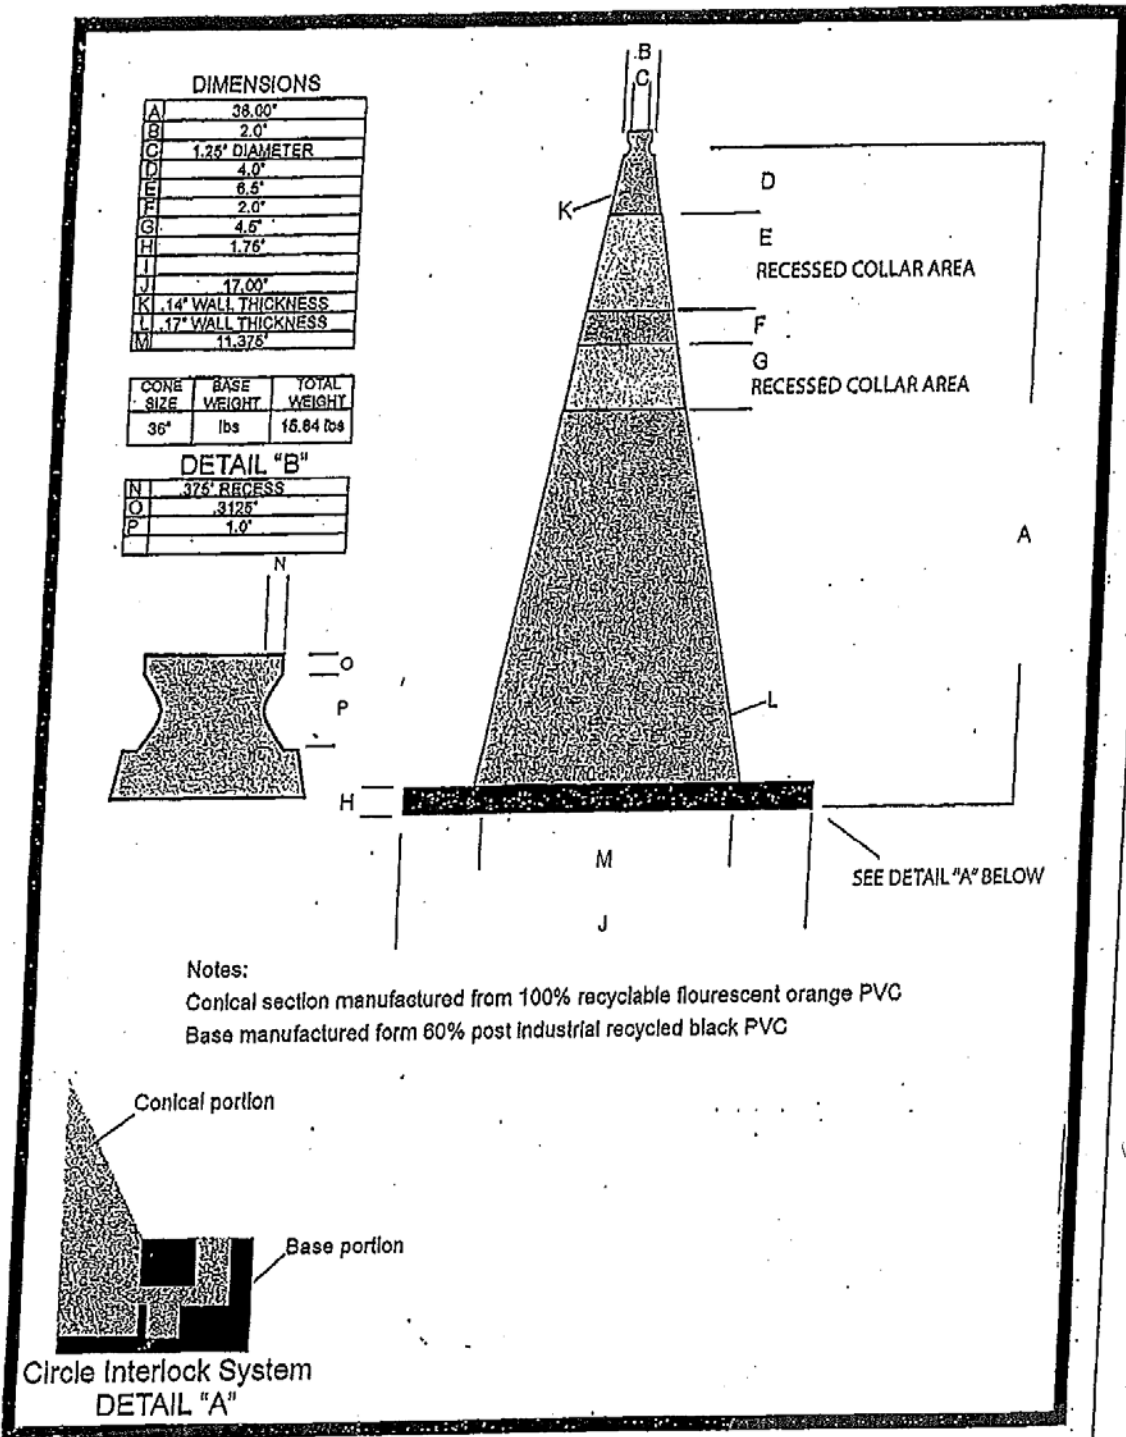 DIMENSIONS
A 36.00"
B 2.0"
C 1.25" DIAMETER
D 4.0"
E 6.5"
F 2.0"
G 4.5"
H 1.75"
I
J 17.00"
K .14" WALL THICKNESS
L .17" WALL THICKNESS
M 11.375"
CONE SIZE BASE WEIGHT TOTAL WEIGHT
36" lbs 15.84 lbs
DETAIL "B"
N .375" RECESS
O .3125"
P 1.0"
N
O
P
H
B
C
K
D
E
RECESSED COLLAR AREA
F
G
RECESSED COLLAR AREA
A
L
M
J
SEE DETAIL "A" BELOW
Notes:
Conical section manufactured from 100% recyclable flourescent orange PVC
Base manufactured form 60% post industrial recycled black PVC
Conical portion
Base portion
Circle Interlock System
DETAIL "A"